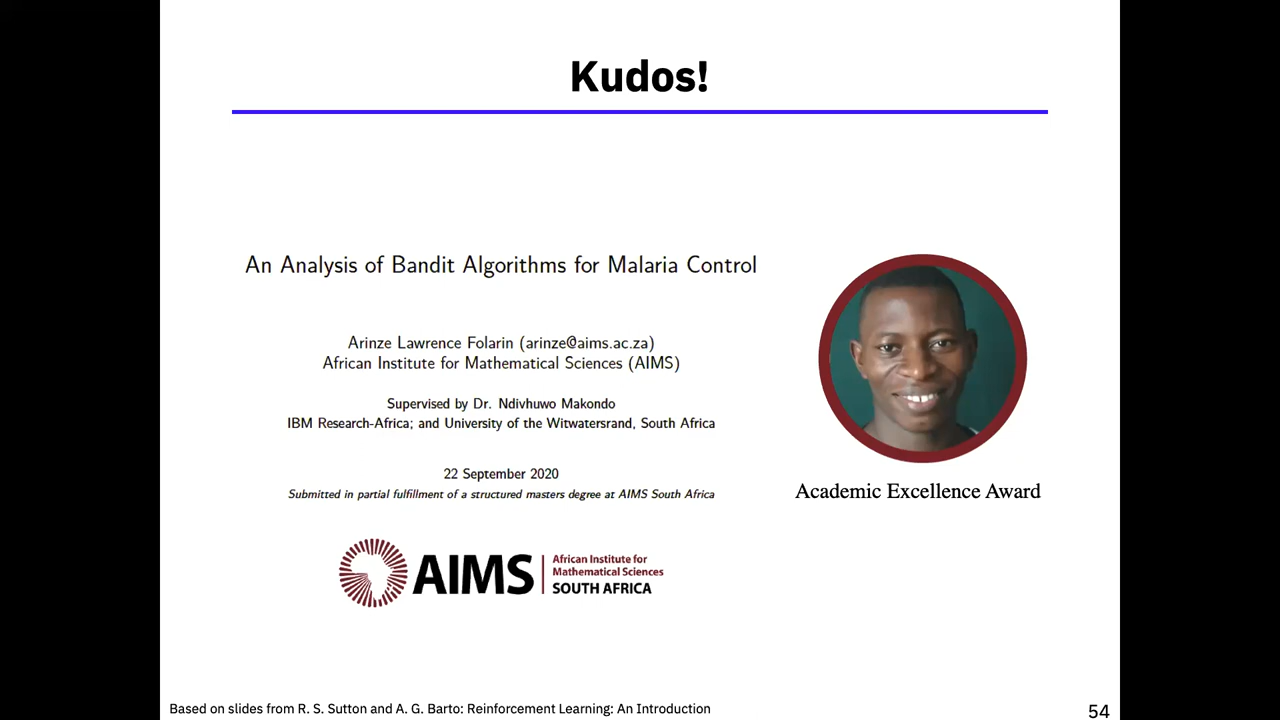 Kudos!
An Analysis of Bandit Algorithms for Malaria Control
Arinze Lawrence Folarin (arinze@aims.ac.za)
African Institute for Mathematical Sciences (AIMS)
Supervised by Dr. Ndivhuwo Makondo
IBM Research-Africa; and University of the Witwatersrand, South Africa
22 September 2020
Submitted in partial fulfillment of a structured masters degree at AIMS South Africa
Academic Excellence Award
AIMS
African Institute for
Mathematical Sciences
SOUTH AFRICA
Based on slides from R. S. Sutton and A. G. Barto: Reinforcement Learning: An Introduction
54